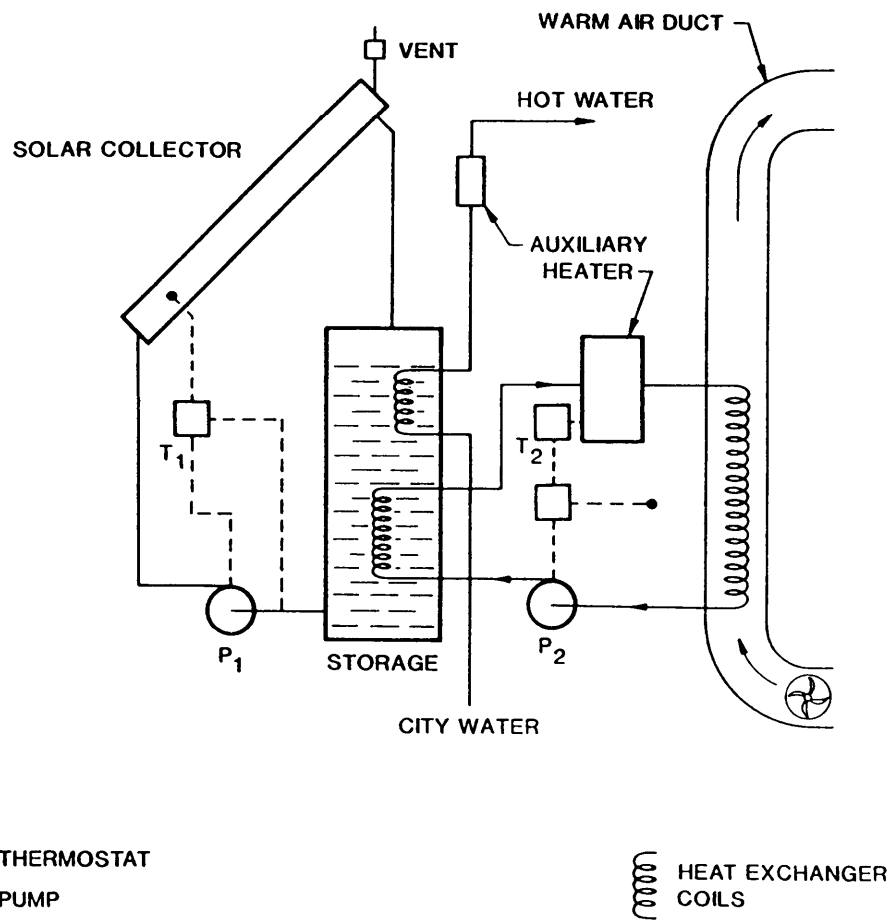 WARM AIR DUCT
VENT
HOT WATER
SOLAR COLLECTOR
AUXILIARY
HEATER
T1
T2
P1
STORAGE
P2
CITY WATER
THERMOSTAT
PUMP
HEAT EXCHANGER
COILS